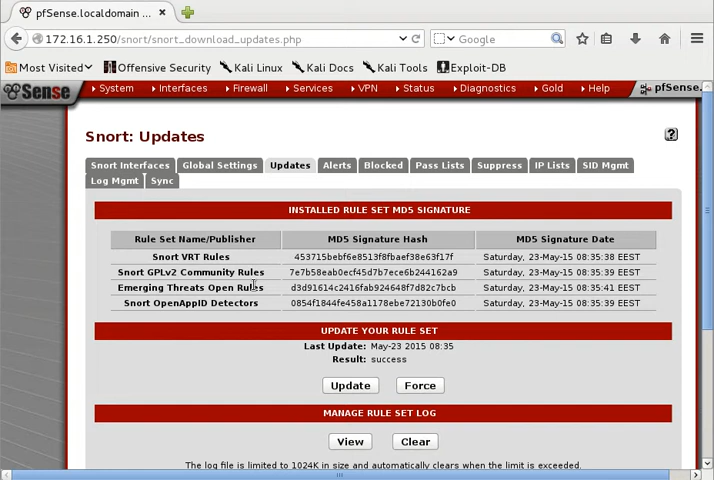 pfSense.localdomain ...
172.16.1.250/snort/snort_download_updates.php
Google
Most Visited
Offensive Security
Kali Linux
Kali Docs
Kali Tools
Exploit-DB
Sense
System
Interfaces
Firewall
Services
VPN
Status
Diagnostics
Gold
Help
pfSense.
Snort: Updates
?
Snort Interfaces
Global Settings
Updates
Alerts
Blocked
Pass Lists
Suppress
IP Lists
SID Mgmt
Log Mgmt
Sync
INSTALLED RULE SET MD5 SIGNATURE
Rule Set Name/Publisher MD5 Signature Hash MD5 Signature Date
Snort VRT Rules 453715bebf6e8513f8fbaef38e63f17f Saturday, 23-May-15 08:35:38 EEST
Snort GPLv2 Community Rules 7e7b58eab0ecf45d7b7ece6b244162a9 Saturday, 23-May-15 08:35:39 EEST
Emerging Threats Open Rules d3d91614c2416fab924648f7d82c7bcb Saturday, 23-May-15 08:35:41 EEST
Snort OpenAppID Detectors 0854f1844fe458a1178ebe72130b0fe0 Saturday, 23-May-15 08:35:39 EEST
UPDATE YOUR RULE SET
Last Update: May-23 2015 08:35
Result: success
Update Force
MANAGE RULE SET LOG
View Clear
The log file is limited to 1024K in size and automatically clears when the limit is exceeded.